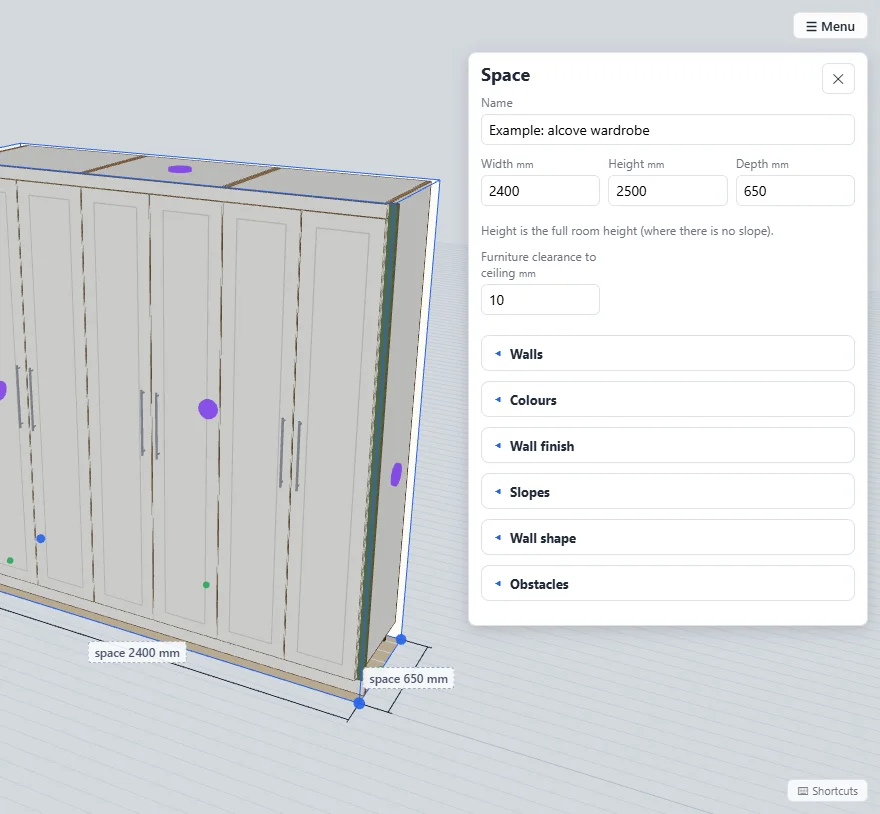 ☰ Menu
Space
Name
Example: alcove wardrobe
Width mm Height mm Depth mm
2400 2500 650
Height is the full room height (where there is no slope).
Furniture clearance to
ceiling mm
10
Walls
Colours
Wall finish
Slopes
Wall shape
Obstacles
space 2400 mm
space 650 mm
Shortcuts